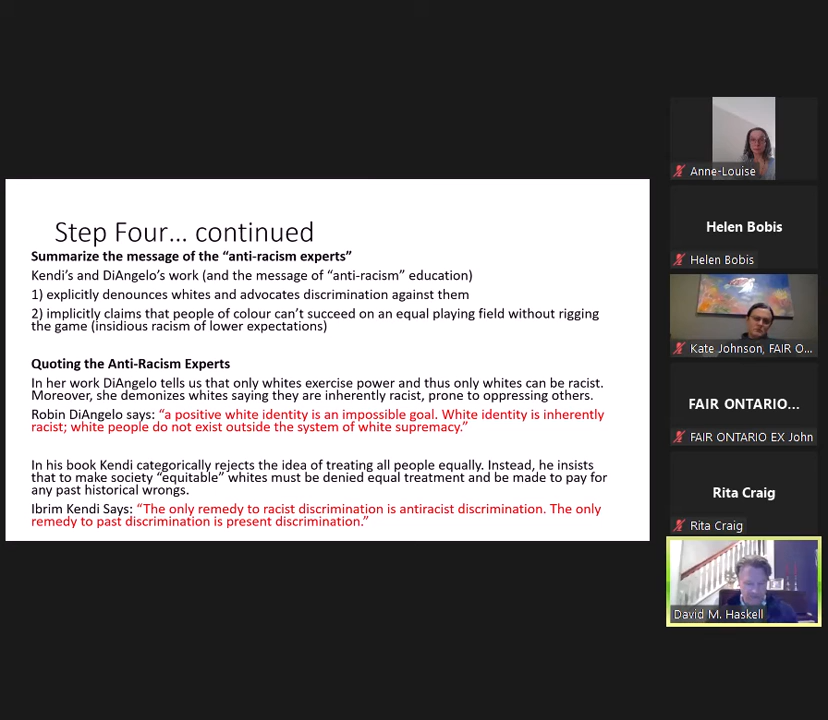 Step Four... continued
Summarize the message of the “anti-racism experts”
Kendi’s and DiAngelo’s work (and the message of “anti-racism” education)
1) explicitly denounces whites and advocates discrimination against them
2) implicitly claims that people of colour can’t succeed on an equal playing field without rigging
the game (insidious racism of lower expectations)
Quoting the Anti-Racism Experts
In her work DiAngelo tells us that only whites exercise power and thus only whites can be racist.
Moreover, she demonizes whites saying they are inherently racist, prone to oppressing others.
Robin DiAngelo says: “a positive white identity is an impossible goal. White identity is inherently
racist; white people do not exist outside the system of white supremacy.”
In his book Kendi categorically rejects the idea of treating all people equally. Instead, he insists
that to make society “equitable” whites must be denied equal treatment and be made to pay for
any past historical wrongs.
Ibrim Kendi Says: “The only remedy to racist discrimination is antiracist discrimination. The only
remedy to past discrimination is present discrimination.”
Anne-Louise
Helen Bobis
Helen Bobis
Kate Johnson, FAIR O...
FAIR ONTARIO...
FAIR ONTARIO EX John
Rita Craig
Rita Craig
David M. Haskell